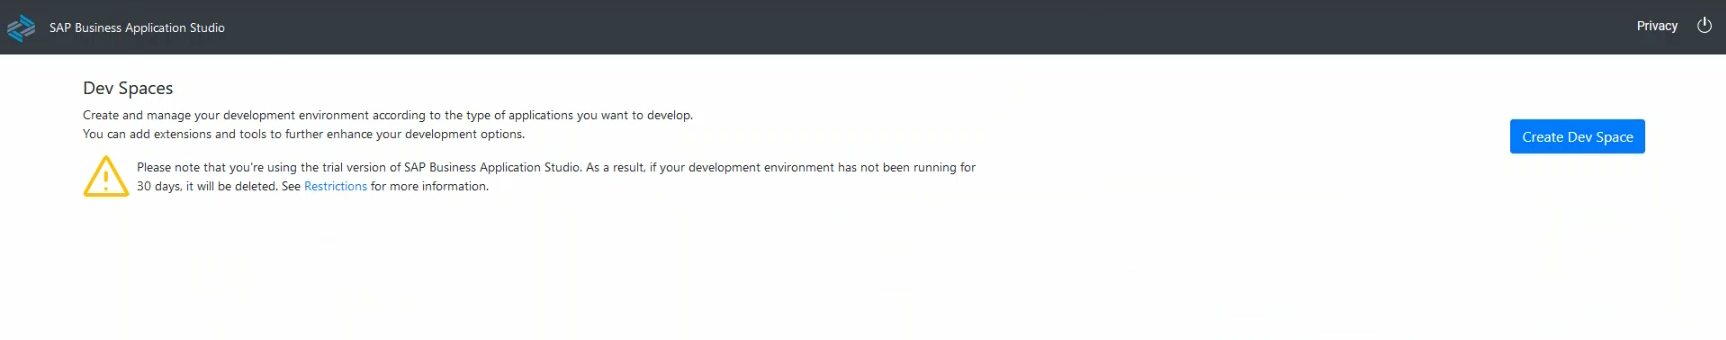 SAP Business Application Studio
Privacy
Dev Spaces
Create and manage your development environment according to the type of applications you want to develop.
You can add extensions and tools to further enhance your development options.
Create Dev Space
Please note that you're using the trial version of SAP Business Application Studio. As a result, if your development environment has not been running for
30 days, it will be deleted. See Restrictions for more information.